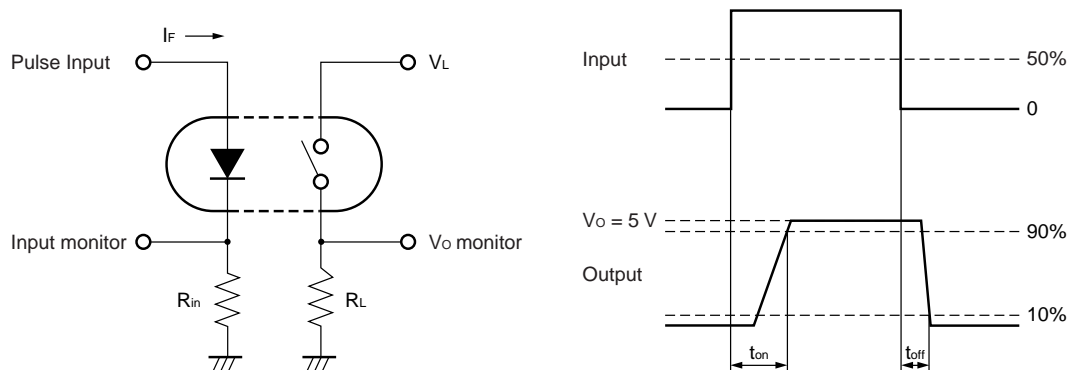 IF
Pulse Input
VL
Input monitor
VO monitor
Rin
RL
Input
50%
0
VO = 5 V
90%
Output
10%
ton
toff